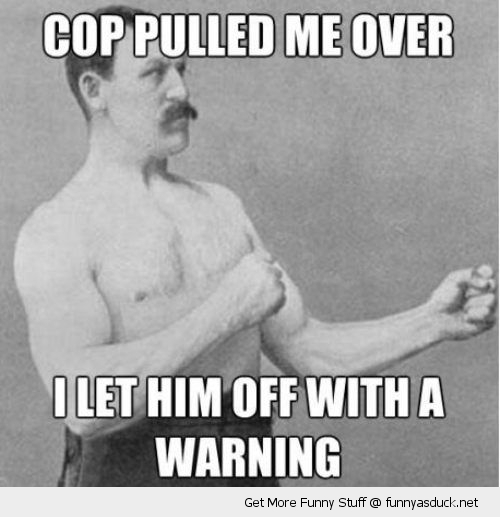 COP PULLED ME OVER
I LET HIM OFF WITH A
WARNING
Get More Funny Stuff @ funnyasduck.net